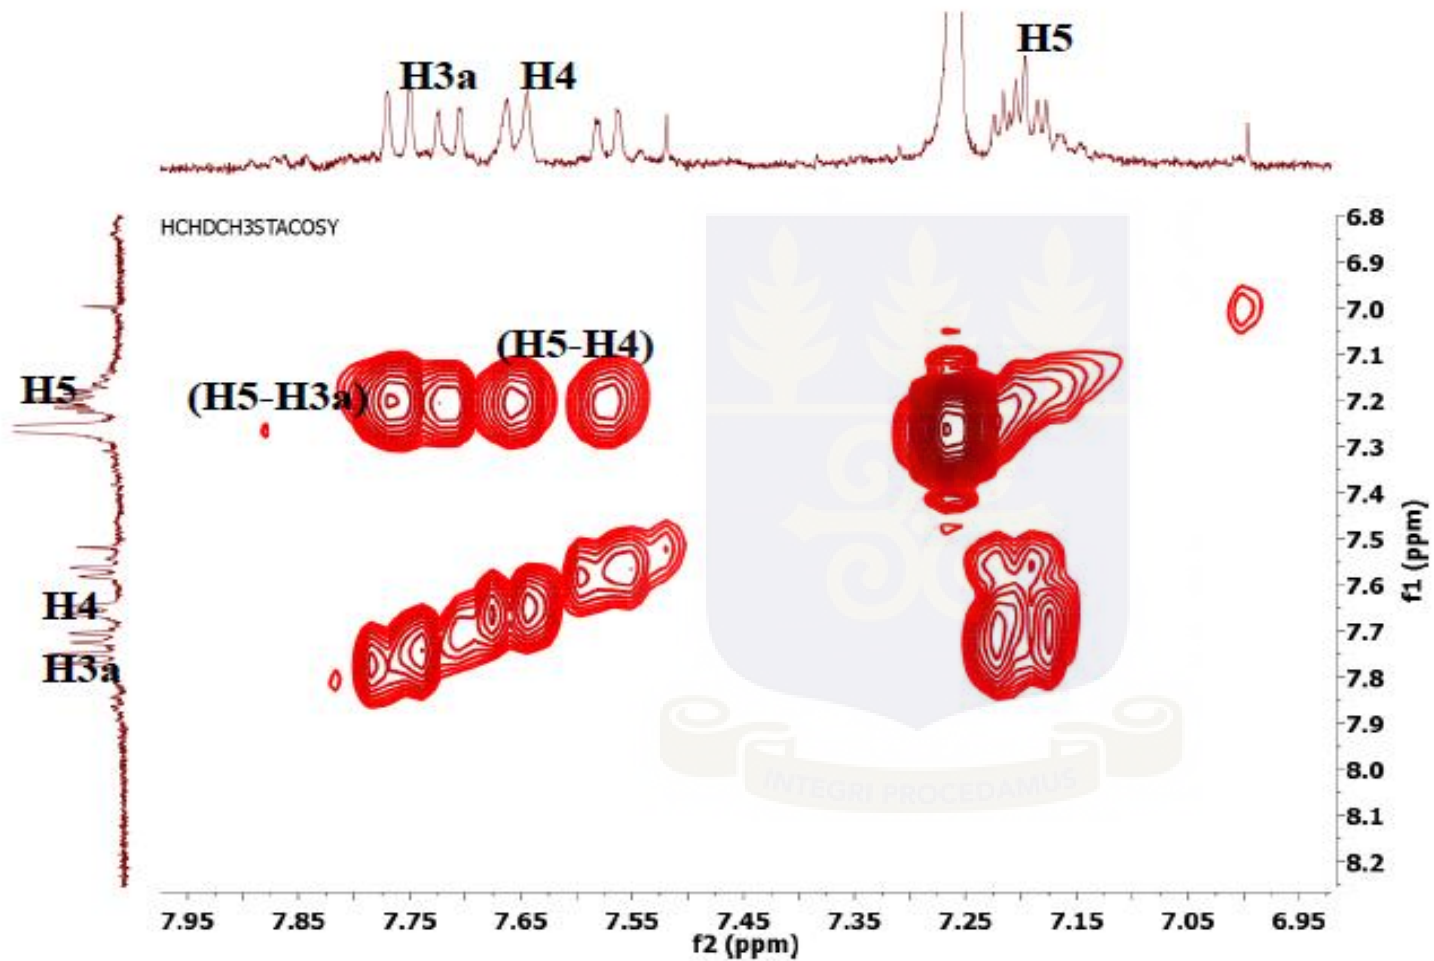 H3a H4 H5
HCHDCH3STACOSY
(H5-H4)
(H5-H3a)
H5
H4
H3a
6.8
6.9
7.0
7.1
7.2
7.3
7.4
7.5
7.6
7.7
7.8
7.9
8.0
8.1
8.2
f1 (ppm)
INTEGRI PROCEDAMUS
7.95 7.85 7.75 7.65 7.55 7.45 7.35 7.25 7.15 7.05 6.95
f2 (ppm)